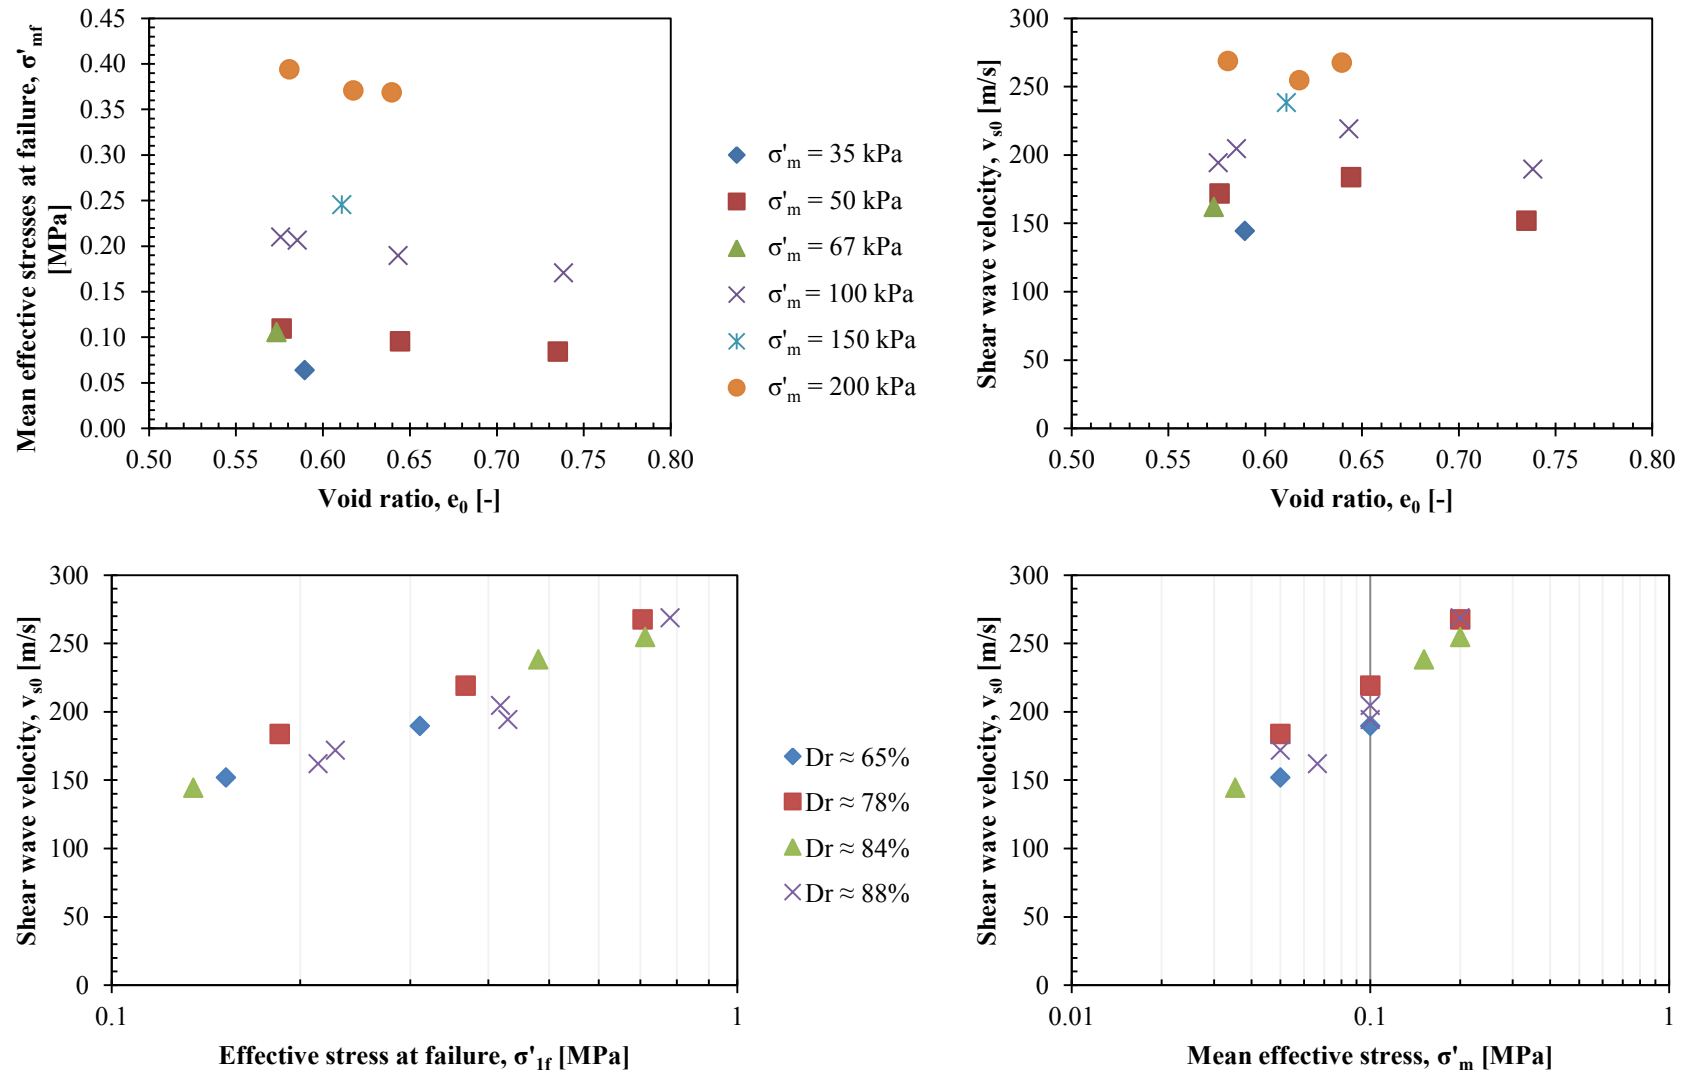 Mean effective stresses at failure, σ'mf
[MPa]
0.45
0.40
0.35
0.30
0.25
0.20
0.15
0.10
0.05
0.00
0.50 0.55 0.60 0.65 0.70 0.75 0.80
Void ratio, e0 [-]
σ'm = 35 kPa
σ'm = 50 kPa
σ'm = 67 kPa
σ'm = 100 kPa
σ'm = 150 kPa
σ'm = 200 kPa
Shear wave velocity, vs0 [m/s]
300
250
200
150
100
50
0
0.50 0.55 0.60 0.65 0.70 0.75 0.80
Void ratio, e0 [-]
Shear wave velocity, vs0 [m/s]
300
250
200
150
100
50
0
0.1 1
Effective stress at failure, σ'1f [MPa]
Dr ≈ 65%
Dr ≈ 78%
Dr ≈ 84%
Dr ≈ 88%
Shear wave velocity, vs0 [m/s]
300
250
200
150
100
50
0
0.01 0.1 1
Mean effective stress, σ'm [MPa]